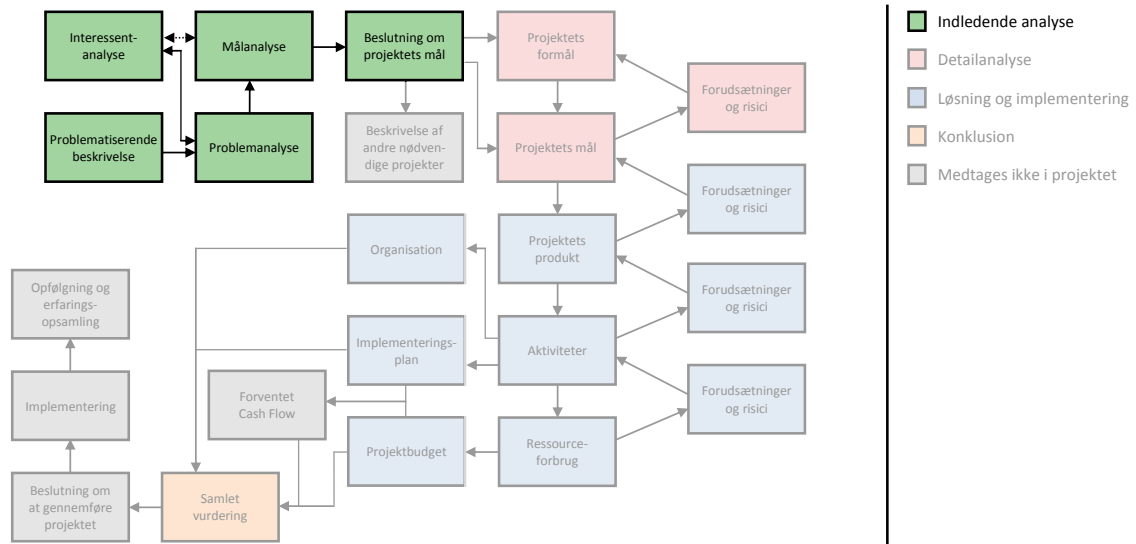 Interessent-
analyse
Målanalyse
Beslutning om
projektets mål
Projektets
formål
Forudsætninger
og risici
Problematiserende
beskrivelse
Problemanalyse
Beskrivelse af
andre nødven-
dige projekter
Projektets mål
Forudsætninger
og risici
Organisation
Projektets
produkt
Forudsætninger
og risici
Opfølgning og
erfarings-
opsamling
Implementerings-
plan
Aktiviteter
Forudsætninger
og risici
Implementering
Forventet
Cash Flow
Projektbudget
Ressource-
forbrug
Beslutning om
at gennemføre
projektet
Samlet
vurdering
Indledende analyse
Detailanalyse
Løsning og implementering
Konklusion
Medtages ikke i projektet